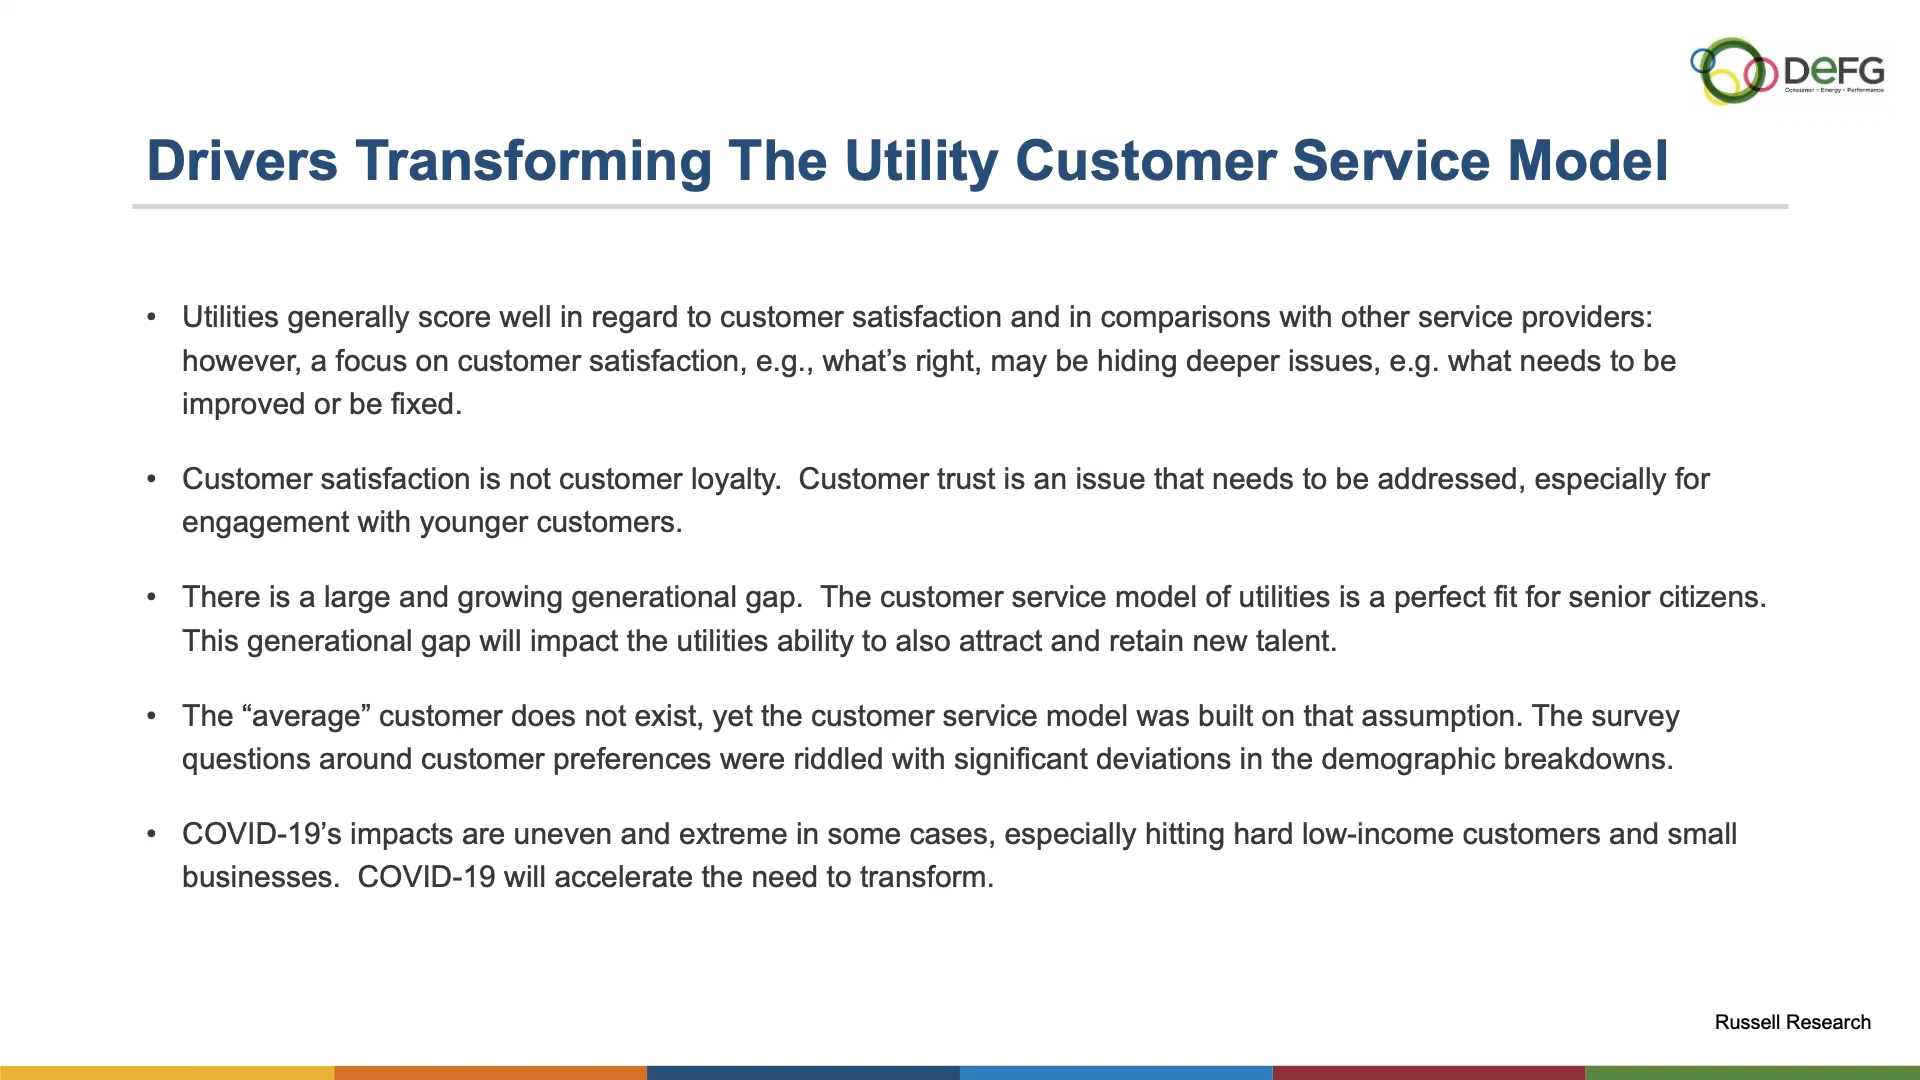 DeFG
Consumer • Energy • Performance
Drivers Transforming The Utility Customer Service Model
• Utilities generally score well in regard to customer satisfaction and in comparisons with other service providers:
however, a focus on customer satisfaction, e.g., what’s right, may be hiding deeper issues, e.g. what needs to be
improved or be fixed.
• Customer satisfaction is not customer loyalty.  Customer trust is an issue that needs to be addressed, especially for
engagement with younger customers.
• There is a large and growing generational gap.  The customer service model of utilities is a perfect fit for senior citizens.
This generational gap will impact the utilities ability to also attract and retain new talent.
• The “average” customer does not exist, yet the customer service model was built on that assumption. The survey
questions around customer preferences were riddled with significant deviations in the demographic breakdowns.
• COVID-19’s impacts are uneven and extreme in some cases, especially hitting hard low-income customers and small
businesses.  COVID-19 will accelerate the need to transform.
Russell Research